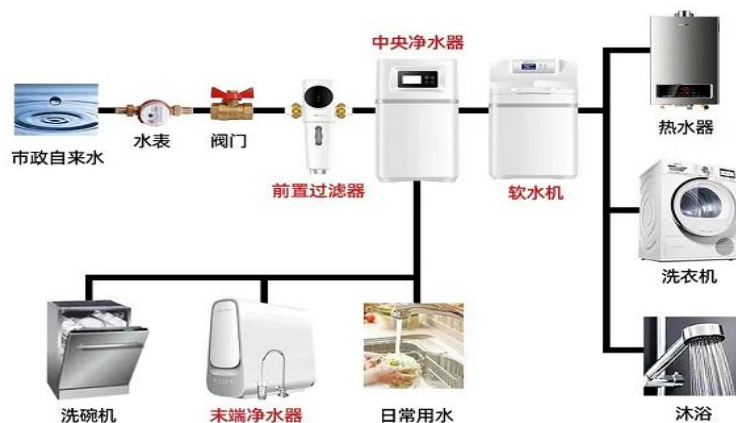 中央净水器
市政自来水
水表
阀门
前置过滤器
软水机
热水器
洗衣机
洗碗机
末端净水器
日常用水
沐浴